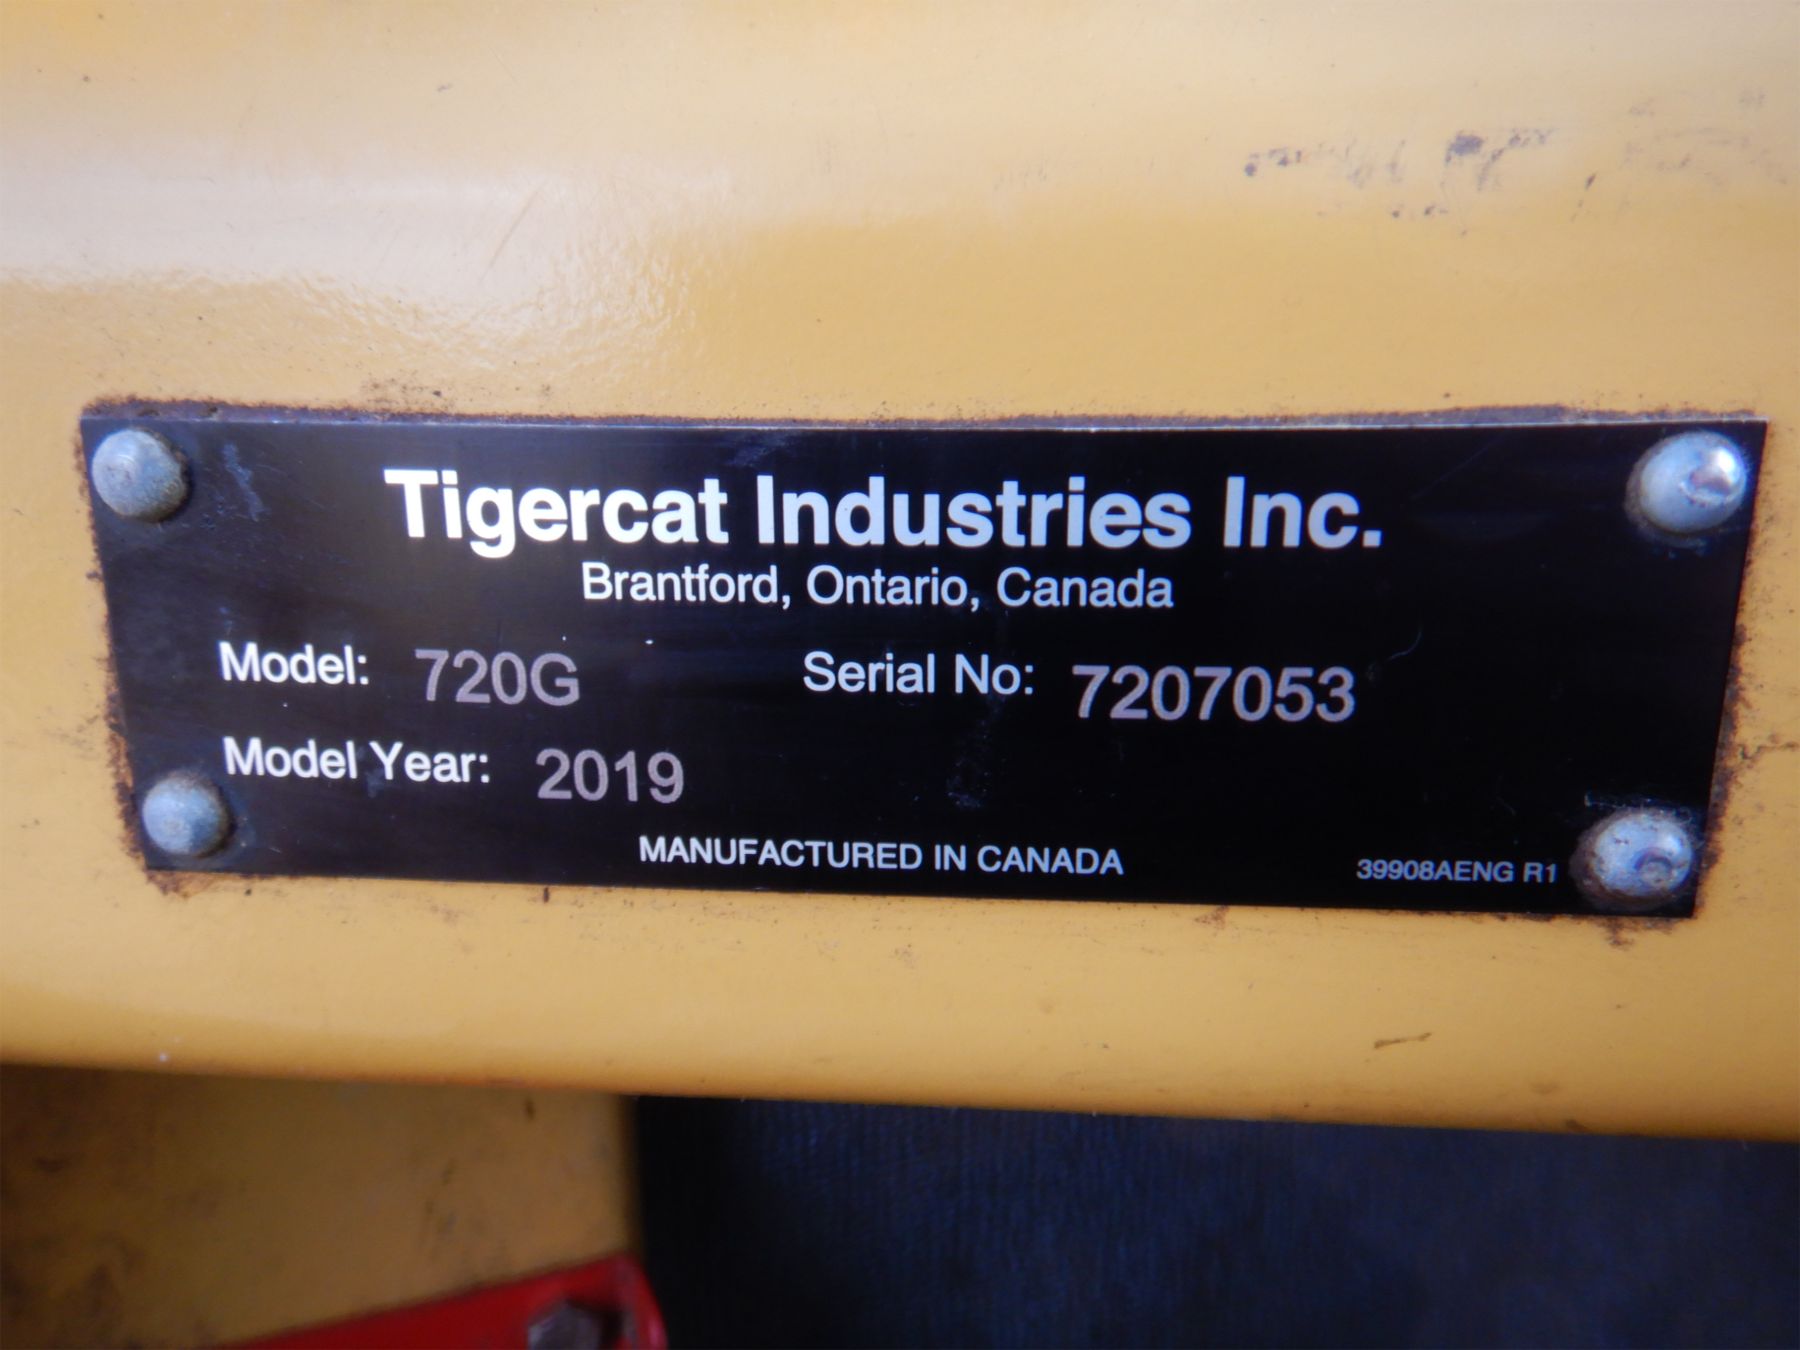 Tigercat Industries Inc.
Brantford, Ontario, Canada
Model: 720G Serial No: 7207053
Model Year: 2019
MANUFACTURED IN CANADA
39908AENG R1